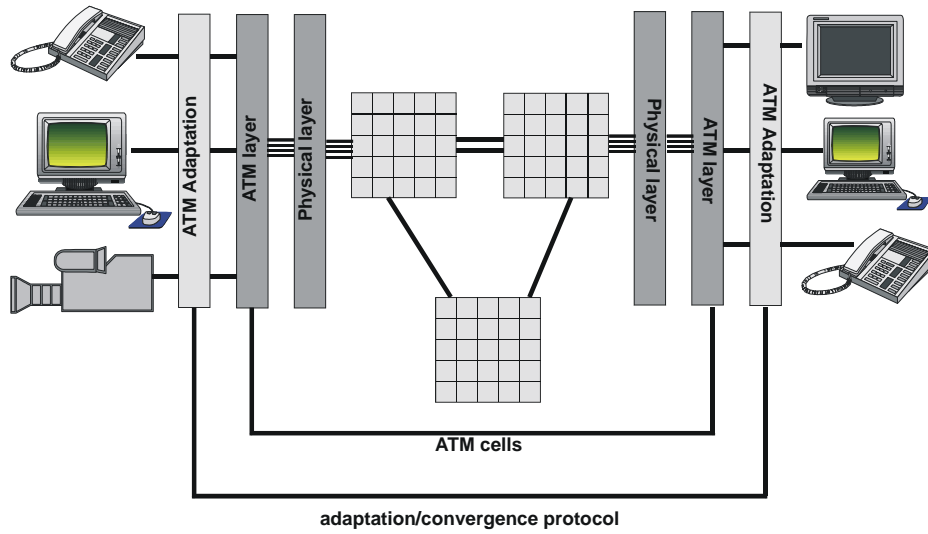 ATM Adaptation
ATM layer
Physical layer
Physical layer
ATM layer
ATM Adaptation
ATM cells
adaptation/convergence protocol